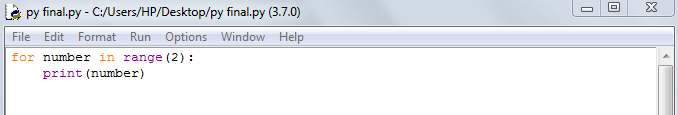 py final.py - C:/Users/HP/Desktop/py final.py (3.7.0)
File Edit Format Run Options Window Help
for number in range(2):
    print(number)